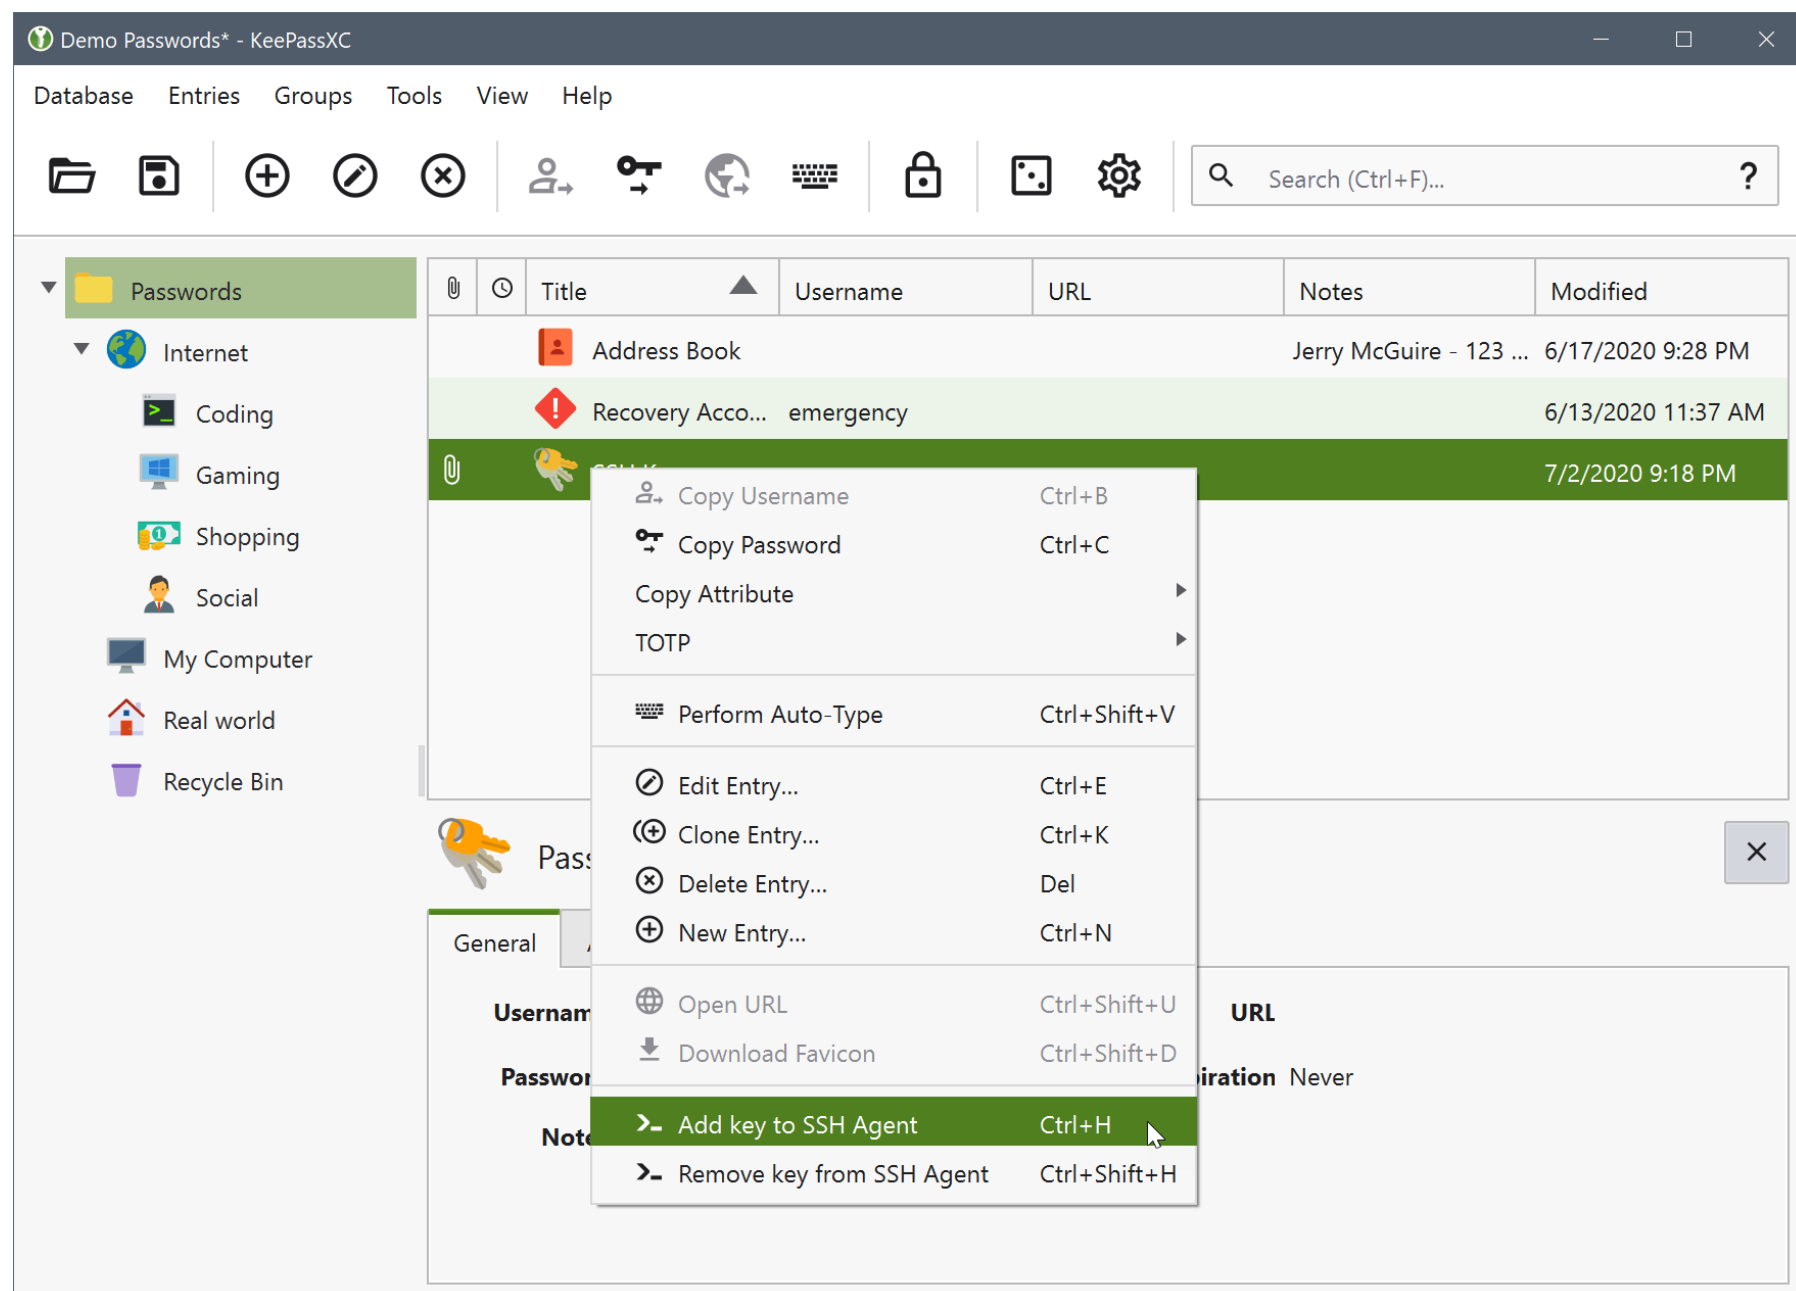 Demo Passwords* - KeePassXC
Database Entries Groups Tools View Help
Search (Ctrl+F)... ?
Passwords
Internet
Coding
Gaming
Shopping
Social
My Computer
Real world
Recycle Bin
Title Username URL Notes Modified
Address Book Jerry McGuire - 123 ... 6/17/2020 9:28 PM
Recovery Acco... emergency 6/13/2020 11:37 AM
7/2/2020 9:18 PM
Copy Username Ctrl+B
Copy Password Ctrl+C
Copy Attribute
TOTP
Perform Auto-Type Ctrl+Shift+V
Edit Entry... Ctrl+E
Clone Entry... Ctrl+K
Delete Entry... Del
New Entry... Ctrl+N
Open URL Ctrl+Shift+U
Download Favicon Ctrl+Shift+D
Add key to SSH Agent Ctrl+H
Remove key from SSH Agent Ctrl+Shift+H
Pass
General
Usernam URL
Passwor iration Never
Note